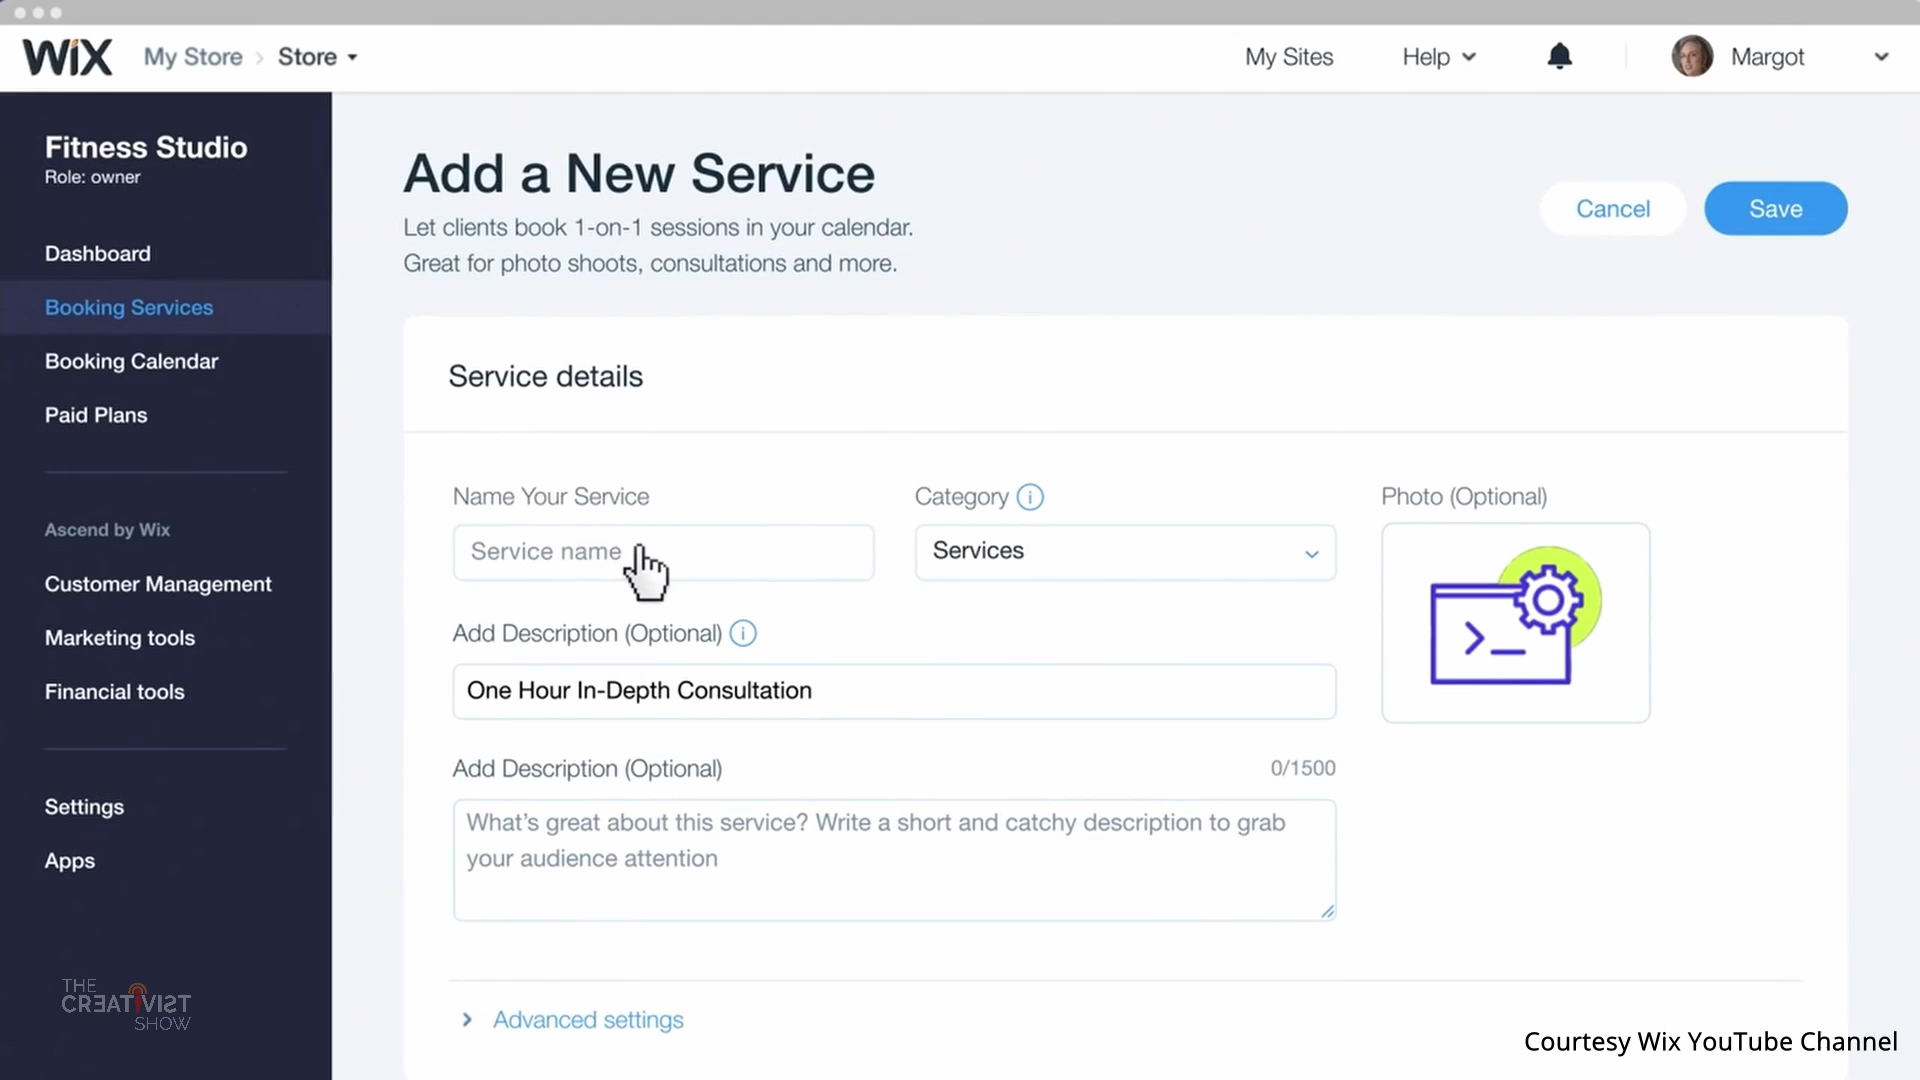 WiX My Store > Store
My Sites Help Margot
Fitness Studio
Role: owner
Dashboard
Booking Services
Booking Calendar
Paid Plans
Ascend by Wix
Customer Management
Marketing tools
Financial tools
Settings
Apps
THE
CREATIVIST
SHOW
Add a New Service
Let clients book 1-on-1 sessions in your calendar.
Great for photo shoots, consultations and more.
Cancel Save
Service details
Name Your Service Category i Photo (Optional)
Service name Services
>_
Add Description (Optional) i
One Hour In-Depth Consultation
Add Description (Optional) 0/1500
What’s great about this service? Write a short and catchy description to grab
your audience attention
> Advanced settings
Courtesy Wix YouTube Channel